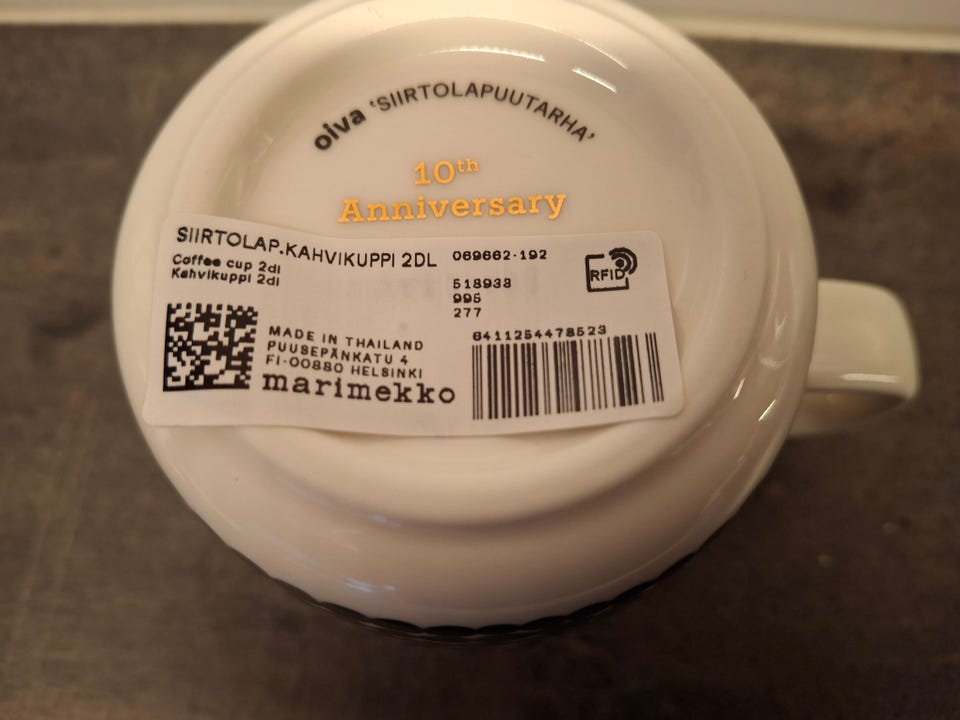 oiva 'SIIRTOLAPUUTARHA'
10th
Anniversary
SIIRTOLAP.KAHVIKUPPI 2DL 069662-192
Coffee cup 2dl
Kahvikuppi 2dl
518938
995
277
RFID
MADE IN THAILAND
PUUSEPÄNKATU 4
FI-00880 HELSINKI
marimekko
6411254478523